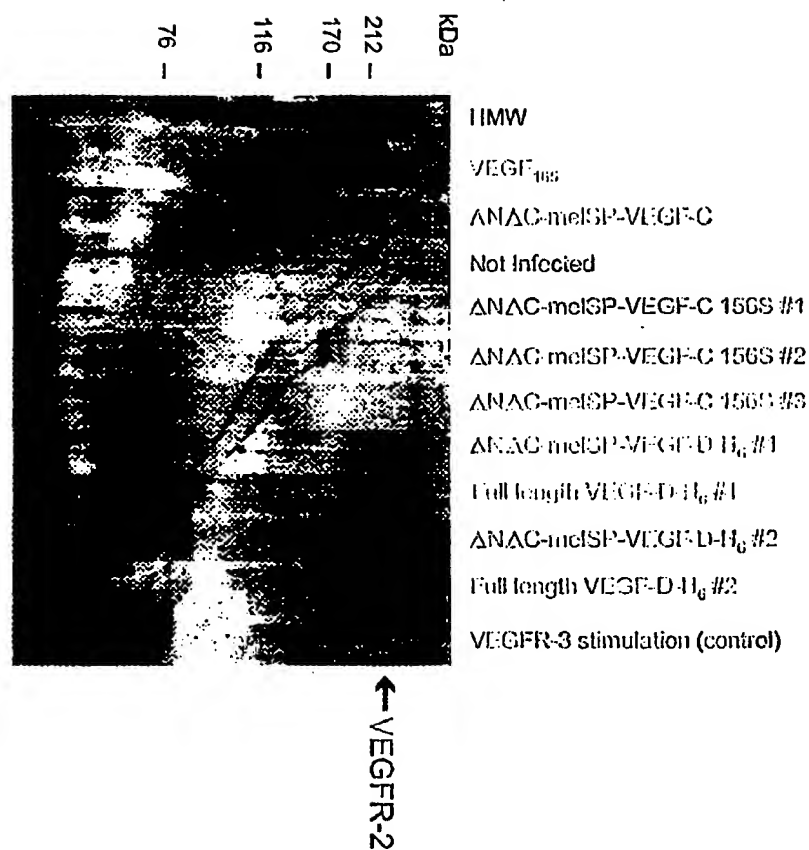 76 –
116 –
170 –
212 –
kDa
HMW
VEGF₁₆₅
ΔNΔC-melSP-VEGF-C
Not Infected
ΔNΔC-melSP-VEGF-C 156S #1
ΔNΔC-melSP-VEGF-C 156S #2
ΔNΔC-melSP-VEGF-C 156S #3
ΔNΔC-melSP-VEGF-D-H₆ #1
Full length VEGF-D-H₆ #1
ΔNΔC-melSP-VEGF-D-H₆ #2
Full length VEGF-D-H₆ #2
VEGFR-3 stimulation (control)
← VEGFR-2